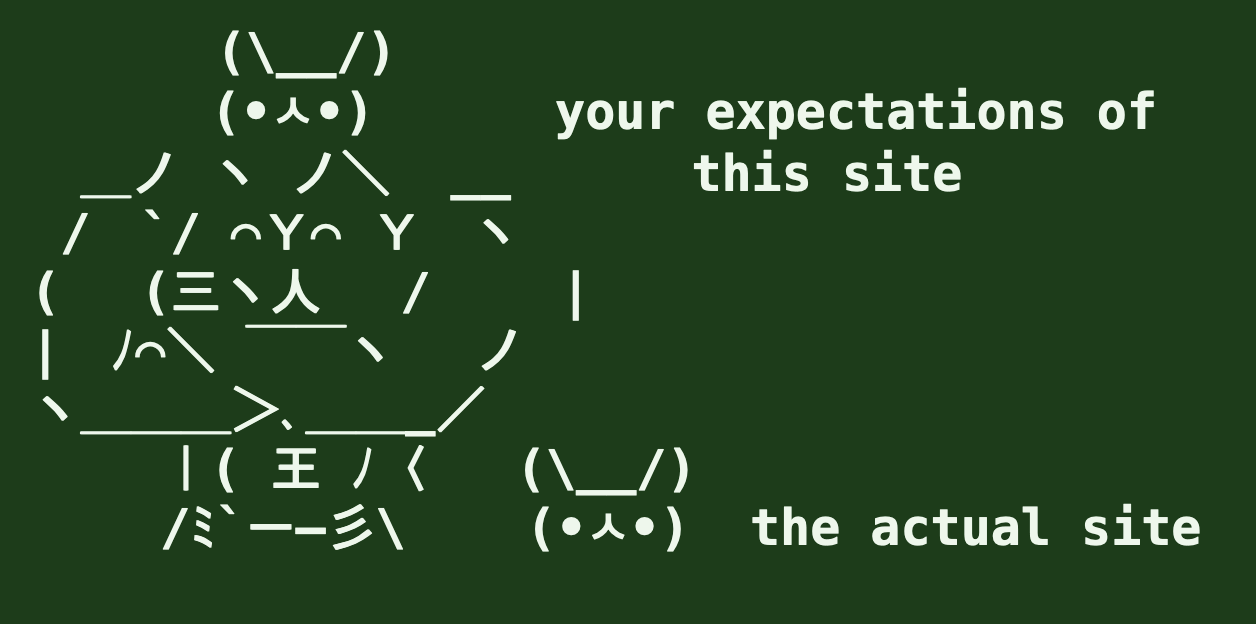 (\__/)
(•ㅅ•)
your expectations of
this site
＿ノ ヽ ノ＼ __
/ `/ ⌒Y⌒ Y ヽ
( (三ヽ人 / |
| ﾉ⌒＼ ￣￣ヽ ノ
ヽ＿＿＿＞､＿＿_／
｜( 王 ﾉ〈 (\__/)
/ﾐ`ー―彡\ (•ㅅ•) the actual site